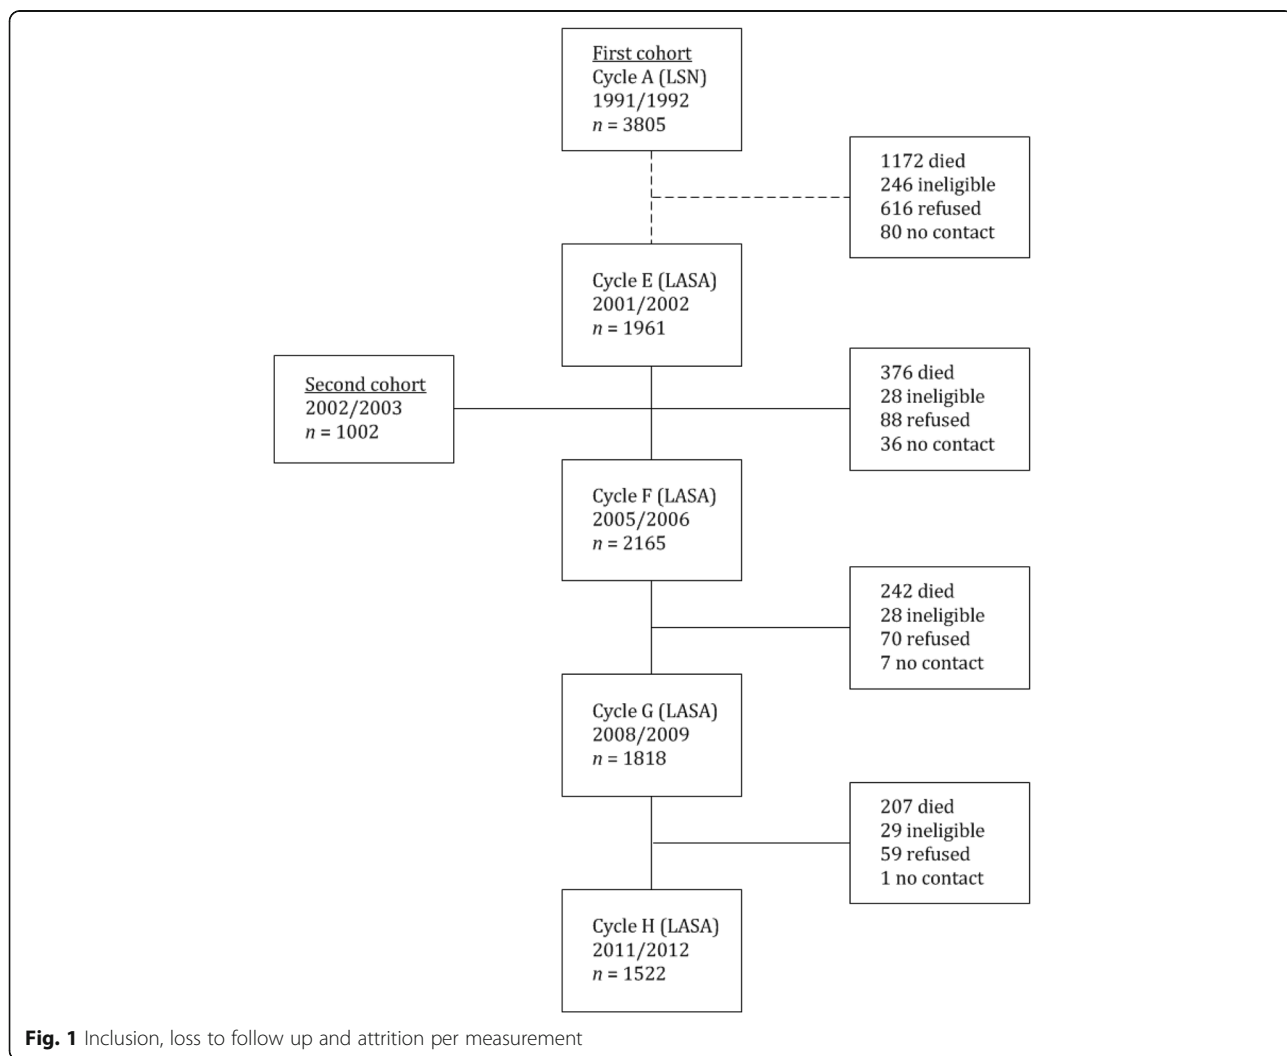 First cohort
Cycle A (LSN)
1991/1992
n = 3805
1172 died
246 ineligible
616 refused
80 no contact
Cycle E (LASA)
2001/2002
n = 1961
Second cohort
2002/2003
n = 1002
376 died
28 ineligible
88 refused
36 no contact
Cycle F (LASA)
2005/2006
n = 2165
242 died
28 ineligible
70 refused
7 no contact
Cycle G (LASA)
2008/2009
n = 1818
207 died
29 ineligible
59 refused
1 no contact
Cycle H (LASA)
2011/2012
n = 1522
Fig. 1 Inclusion, loss to follow up and attrition per measurement